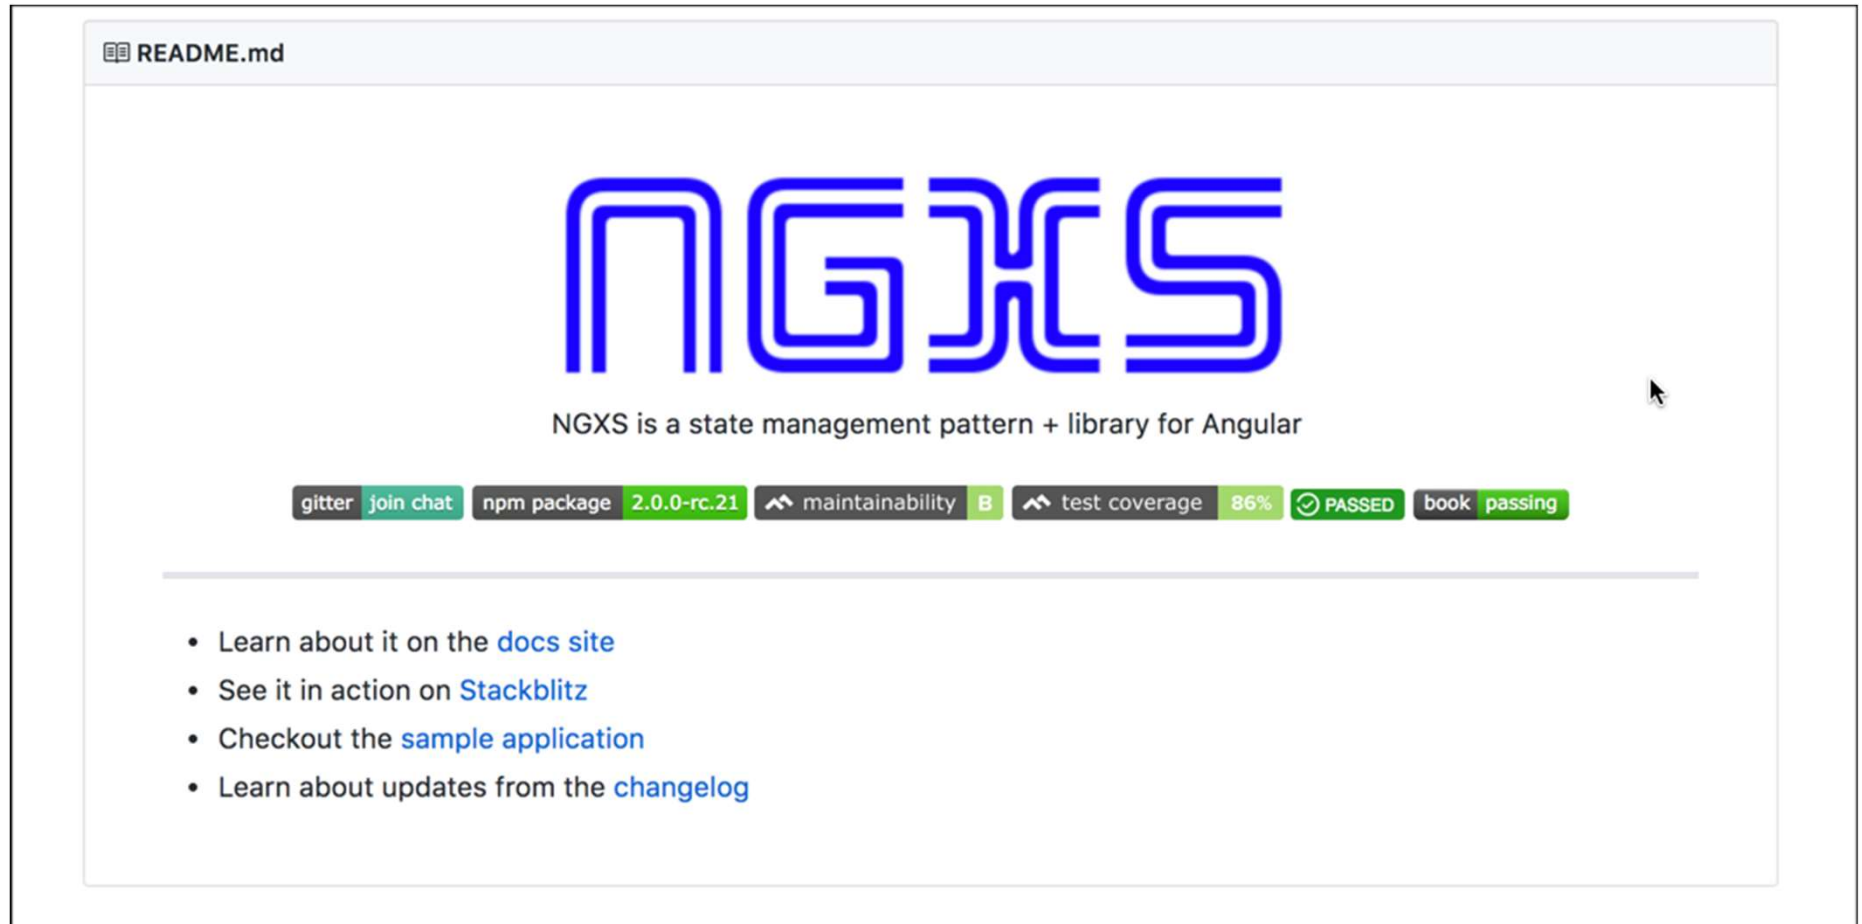 README.md
NGXS
NGXS is a state management pattern + library for Angular
gitter join chat npm package 2.0.0-rc.21 maintainability B test coverage 86% PASSED book passing
• Learn about it on the docs site
• See it in action on Stackblitz
• Checkout the sample application
• Learn about updates from the changelog